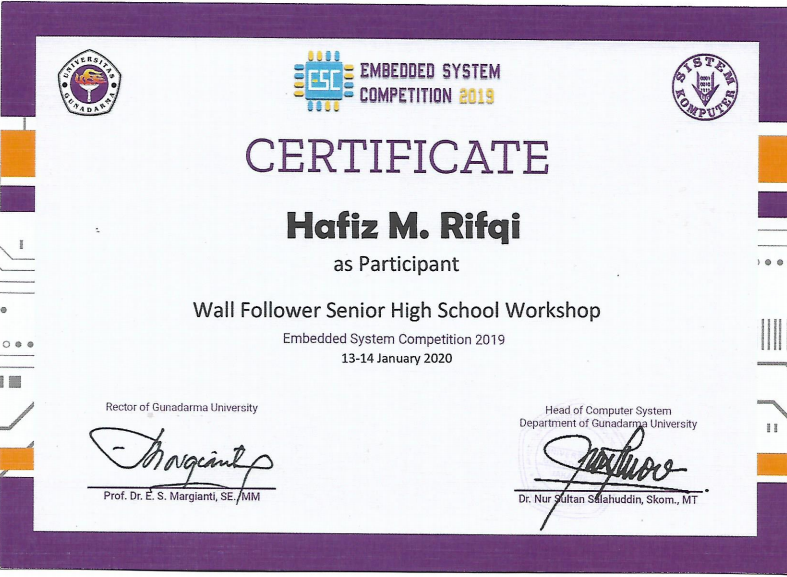 UNIVERSITAS
GUNADARMA
ESC
EMBEDDED SYSTEM
COMPETITION 2019
SISTEM
KOMPUTER
CERTIFICATE
Hafiz M. Rifqi
as Participant
Wall Follower Senior High School Workshop
Embedded System Competition 2019
13-14 January 2020
Rector of Gunadarma University
Prof. Dr. E. S. Margianti, SE./MM
Head of Computer System
Department of Gunadarma University
Dr. Nur Sultan Salahuddin, Skom., MT